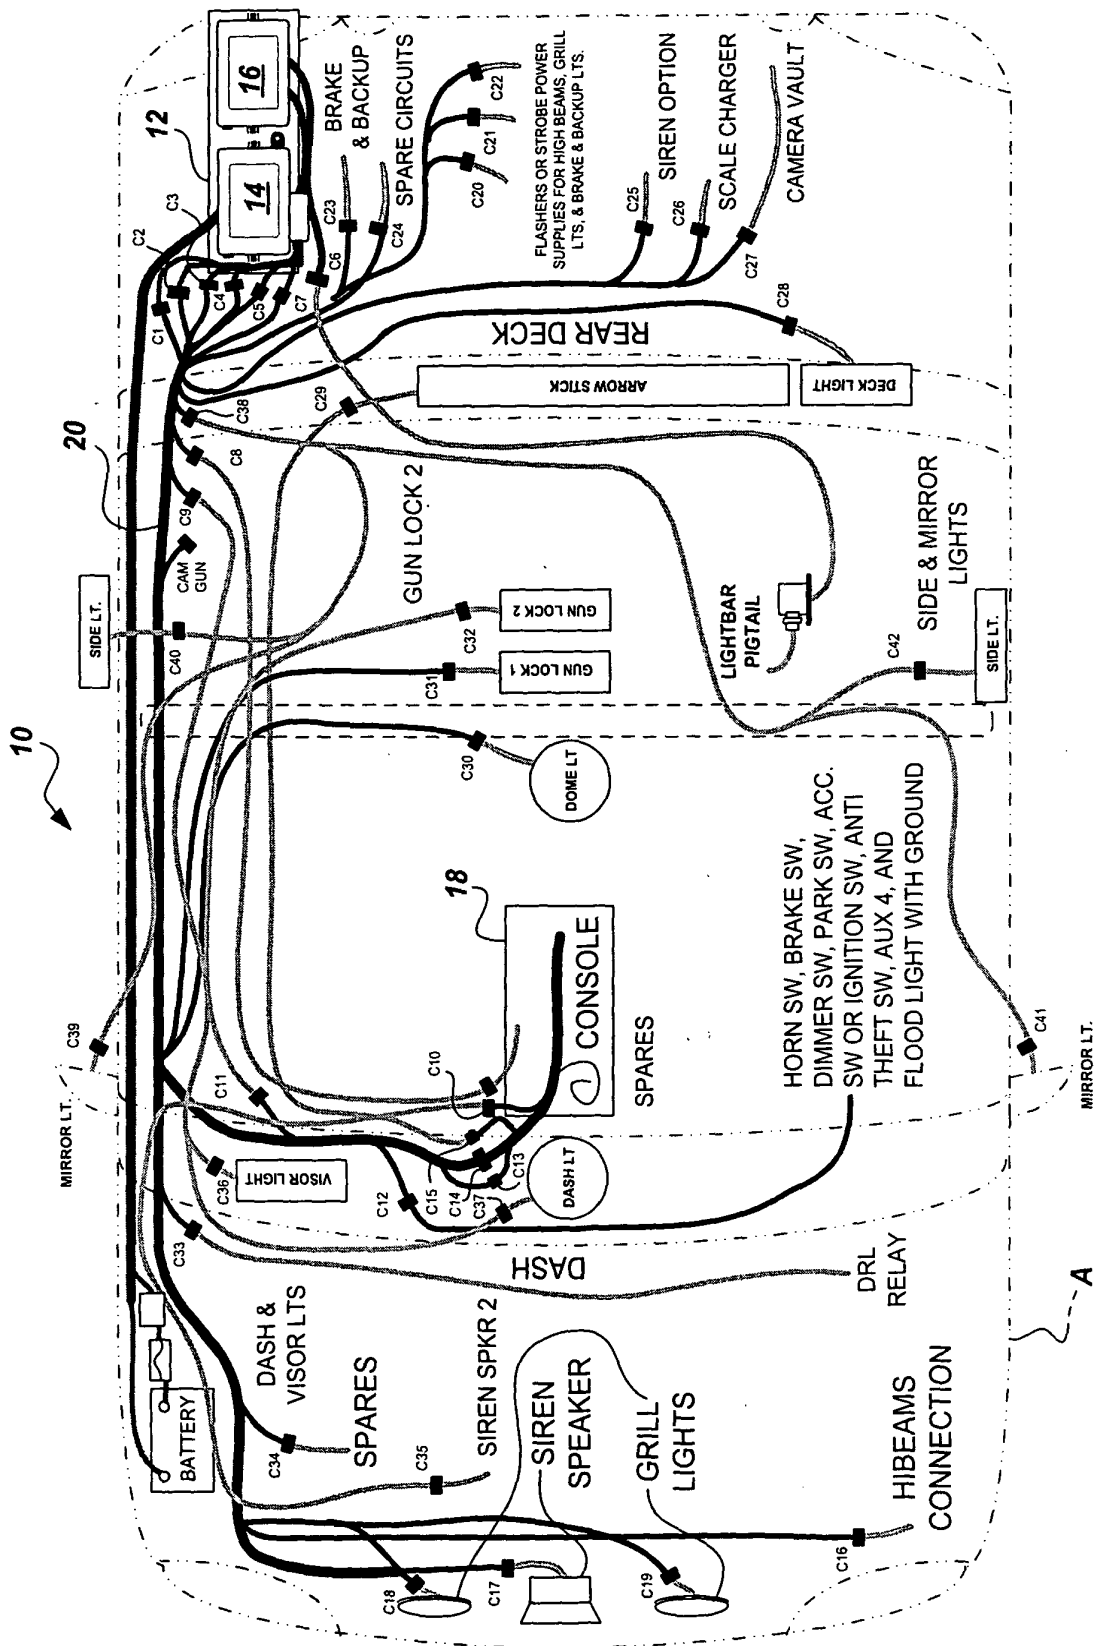 10
20
12
14
16
18
A
BATTERY
SIDE LT.
MIRROR LT.
C39
C40
CAM
GUN
C9
C8
C38
C1
C2
C3
C4
C5
C7
C6
C23
C24
BRAKE
& BACKUP
SPARE CIRCUITS
C20
C21
C22
FLASHERS OR STROBE POWER
SUPPLIES FOR HIGH BEAMS, GRILL
LTS, & BRAKE & BACKUP LTS.
C25
SIREN OPTION
C26
SCALE CHARGER
C27
CAMERA VAULT
C28
REAR DECK
C29
ARROW STICK
DECK LIGHT
GUN LOCK 2
C32
GUN LOCK 2
C31
GUN LOCK 1
LIGHTBAR
PIGTAIL
SIDE & MIRROR
LIGHTS
C42
SIDE LT.
C30
DOME LT
CONSOLE
SPARES
C10
C11
C12
C15
C14
C13
C37
DASH LT
C36
VISOR LIGHT
C33
HORN SW, BRAKE SW,
DIMMER SW, PARK SW, ACC.
SW OR IGNITION SW, ANTI
THEFT SW, AUX 4, AND
FLOOD LIGHT WITH GROUND
C41
MIRROR LT.
DASH
DRL
RELAY
DASH &
VISOR LTS
C34
SPARES
C35
SIREN SPKR 2
SIREN
SPEAKER
GRILL
LIGHTS
HIBEAMS
CONNECTION
C18
C17
C19
C16